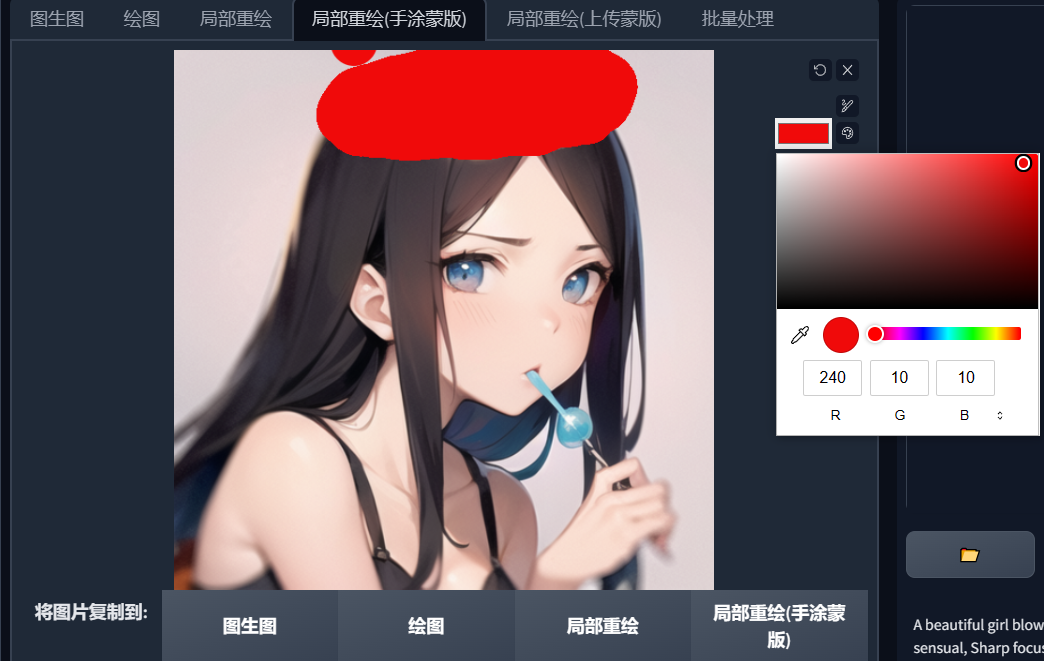 图生图 绘图 局部重绘 局部重绘(手涂蒙版) 局部重绘(上传蒙版) 批量处理
240 10 10
R G B
将图片复制到: 图生图 绘图 局部重绘 局部重绘(手涂蒙
版)
A beautiful girl blow
sensual, Sharp focu